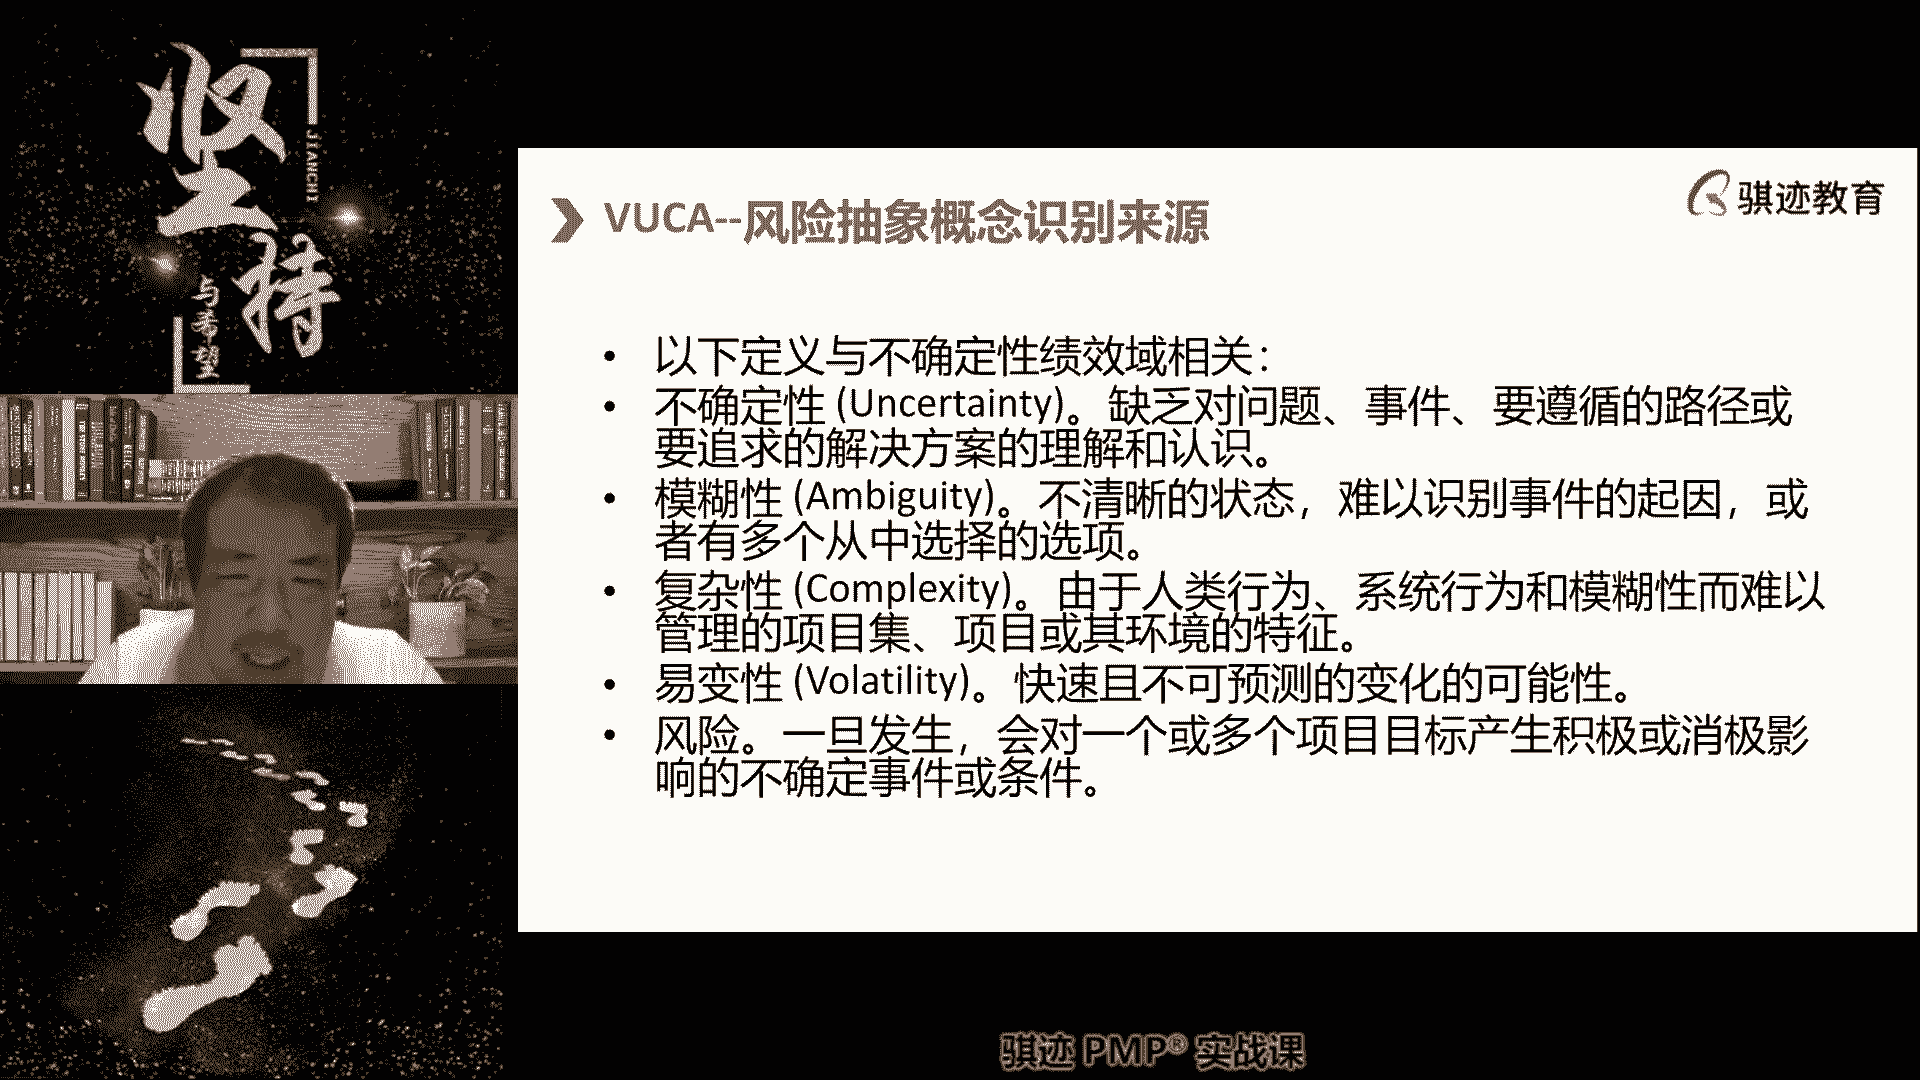 坚持
JIANCHI
与希望
骐迹教育
VUCA--风险抽象概念识别来源
• 以下定义与不确定性绩效域相关：
• 不确定性 (Uncertainty)。缺乏对问题、事件、要遵循的路径或
要追求的解决方案的理解和认识。
• 模糊性 (Ambiguity)。不清晰的状态，难以识别事件的起因，或
者有多个从中选择的选项。
• 复杂性 (Complexity)。由于人类行为、系统行为和模糊性而难以
管理的项目集、项目或其环境的特征。
• 易变性 (Volatility)。快速且不可预测的变化的可能性。
• 风险。一旦发生，会对一个或多个项目目标产生积极或消极影
响的不确定事件或条件。
骐迹 PMP® 实战课